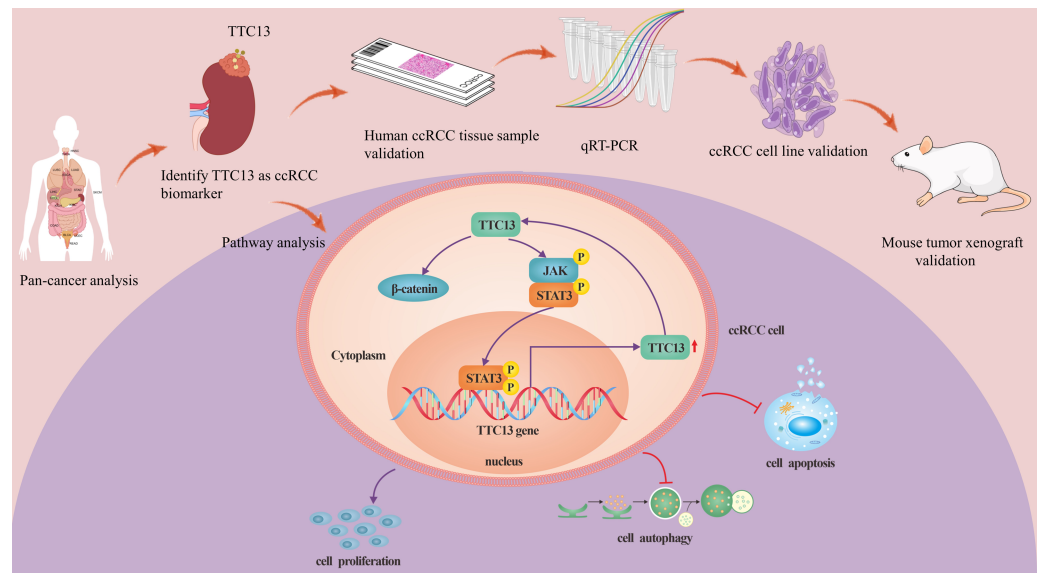 TTC13
Human ccRCC tissue sample
validation
qRT-PCR
ccRCC cell line validation
Identify TTC13 as ccRCC
biomarker
Pan-cancer analysis
Pathway analysis
Mouse tumor xenograft
validation
TTC13
β-catenin
JAK
P
STAT3
P
ccRCC cell
Cytoplasm
TTC13
STAT3
P
P
TTC13 gene
nucleus
cell apoptosis
cell autophagy
cell proliferation